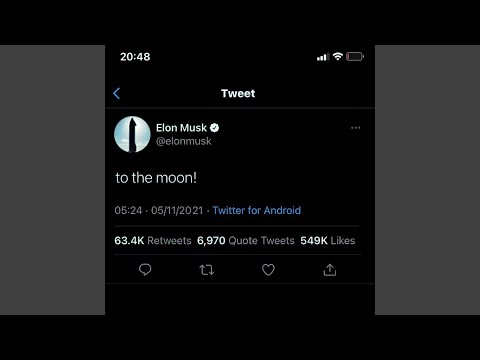 20:48
Tweet
Elon Musk
@elonmusk
to the moon!
05:24 · 05/11/2021 · Twitter for Android
63.4K Retweets 6,970 Quote Tweets 549K Likes